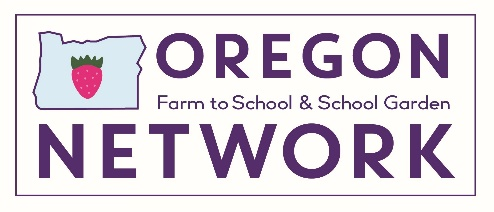 OREGON
Farm to School & School Garden
NETWORK